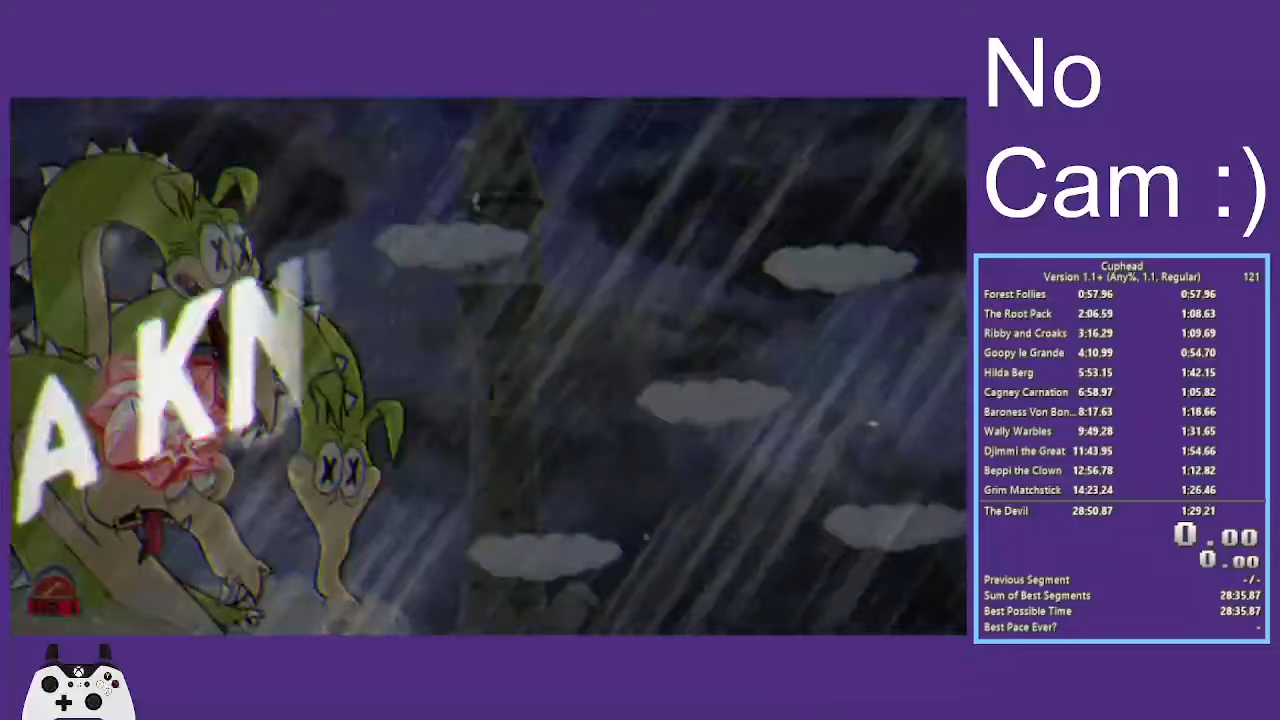 No
Cam :)
A KN
Cuphead
Version 1.1+ (Any%, 1.1, Regular) 121
Forest Follies 0:57.96 0:57.96
The Root Pack 2:06.59 1:08.63
Ribby and Croaks 3:16.29 1:09.69
Goopy le Grande 4:10.99 0:54.70
Hilda Berg 5:53.15 1:42.15
Cagney Carnation 6:58.97 1:05.82
Baroness Von Bon... 8:17.63 1:18.66
Wally Warbles 9:49.28 1:31.65
Djimmi the Great 11:43.95 1:54.66
Beppi the Clown 12:56.78 1:12.82
Grim Matchstick 14:23.24 1:26.46
The Devil 28:50.87 1:29.21
0.00
0.00
Previous Segment -/-
Sum of Best Segments 28:35.87
Best Possible Time 28:35.87
Best Pace Ever? -